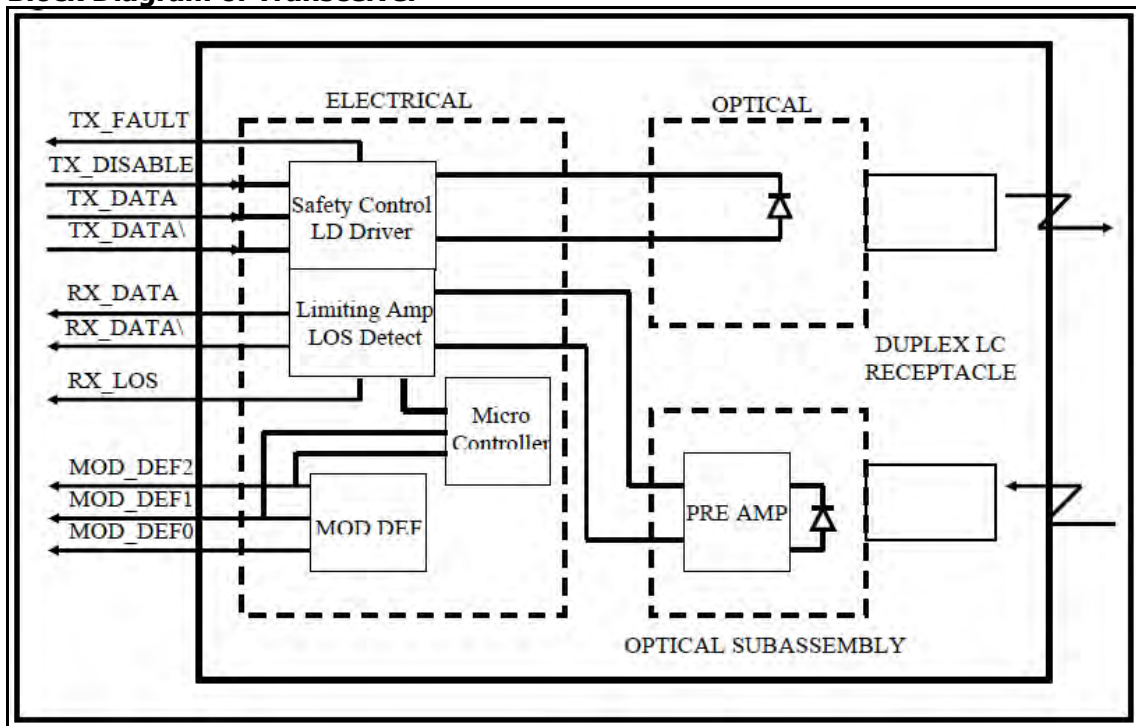 Block Diagram of Transceiver
ELECTRICAL
OPTICAL
TX_FAULT
TX_DISABLE
TX_DATA
TX_DATA\
Safety Control
LD Driver
RX_DATA
RX_DATA\
Limiting Amp
LOS Detect
DUPLEX LC
RECEPTACLE
RX_LOS
Micro
Controller
MOD_DEF2
MOD_DEF1
MOD_DEF0
MOD DEF
PRE AMP
OPTICAL SUBASSEMBLY